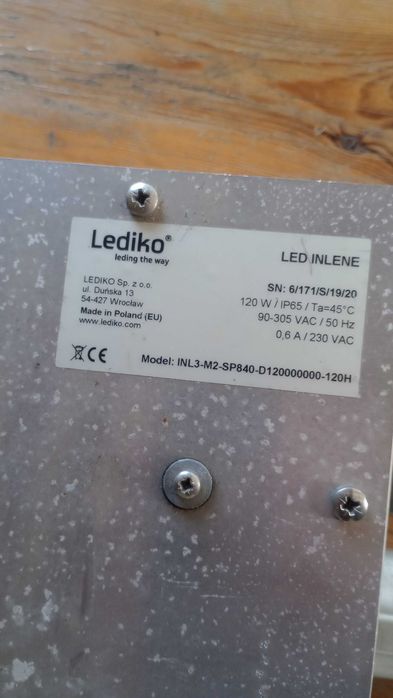 Lediko®
leding the way
LED INLENE
LEDIKO Sp. z o.o.
ul. Duńska 13
54-427 Wrocław
Made in Poland (EU)
www.lediko.com
SN: 6/171/S/19/20
120 W / IP65 / Ta=45°C
90-305 VAC / 50 Hz
0,6 A / 230 VAC
CE
Model: INL3-M2-SP840-D120000000-120H